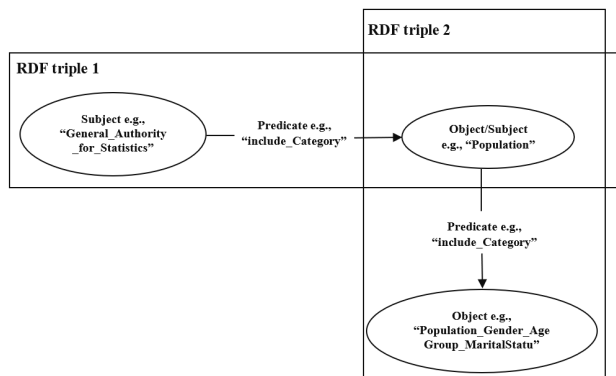 RDF triple 2
RDF triple 1
Subject e.g.,
“General_Authority
_for_Statistics”
Predicate e.g.,
“include_Category”
Object/Subject
e.g., “Population”
Predicate e.g.,
“include_Category”
Object e.g.,
“Population_Gender_Age
Group_MaritalStatu”